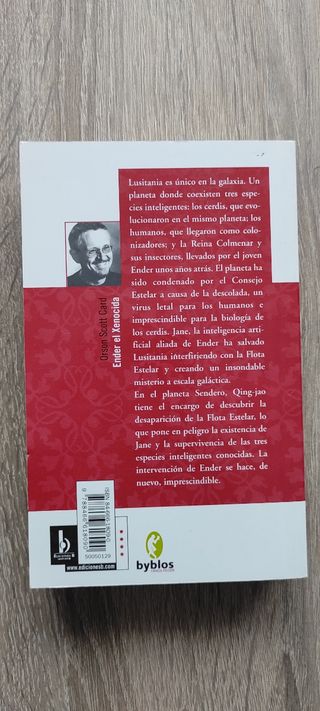 Lusitania es único en la galaxia. Un
planeta donde coexisten tres espe-
cies inteligentes: los cerdis, que evo-
lucionaron en el mismo planeta; los
humanos, que llegaron como colo-
nizadores; y la Reina Colmenar y
sus insectores, llevados por el joven
Ender unos años atrás. El planeta ha
sido condenado por el Consejo
Estelar a causa de la descolada, un
virus letal para los humanos e
imprescindible para la biología de
los cerdis. Jane, la inteligencia arti-
ficial aliada de Ender ha salvado
Lusitania interfiriendo con la Flota
Estelar y creando un insondable
misterio a escala galáctica.
En el planeta Sendero, Qing-jao
tiene el encargo de descubrir la
desaparición de la Flota Estelar, lo
que pone en peligro la existencia de
Jane y la supervivencia de las tres
especies inteligentes conocidas. La
intervención de Ender se hace, de
nuevo, imprescindible.
Orson Scott Card
Ender el Xenocida
50050129
www.edicionesb.com
byblos